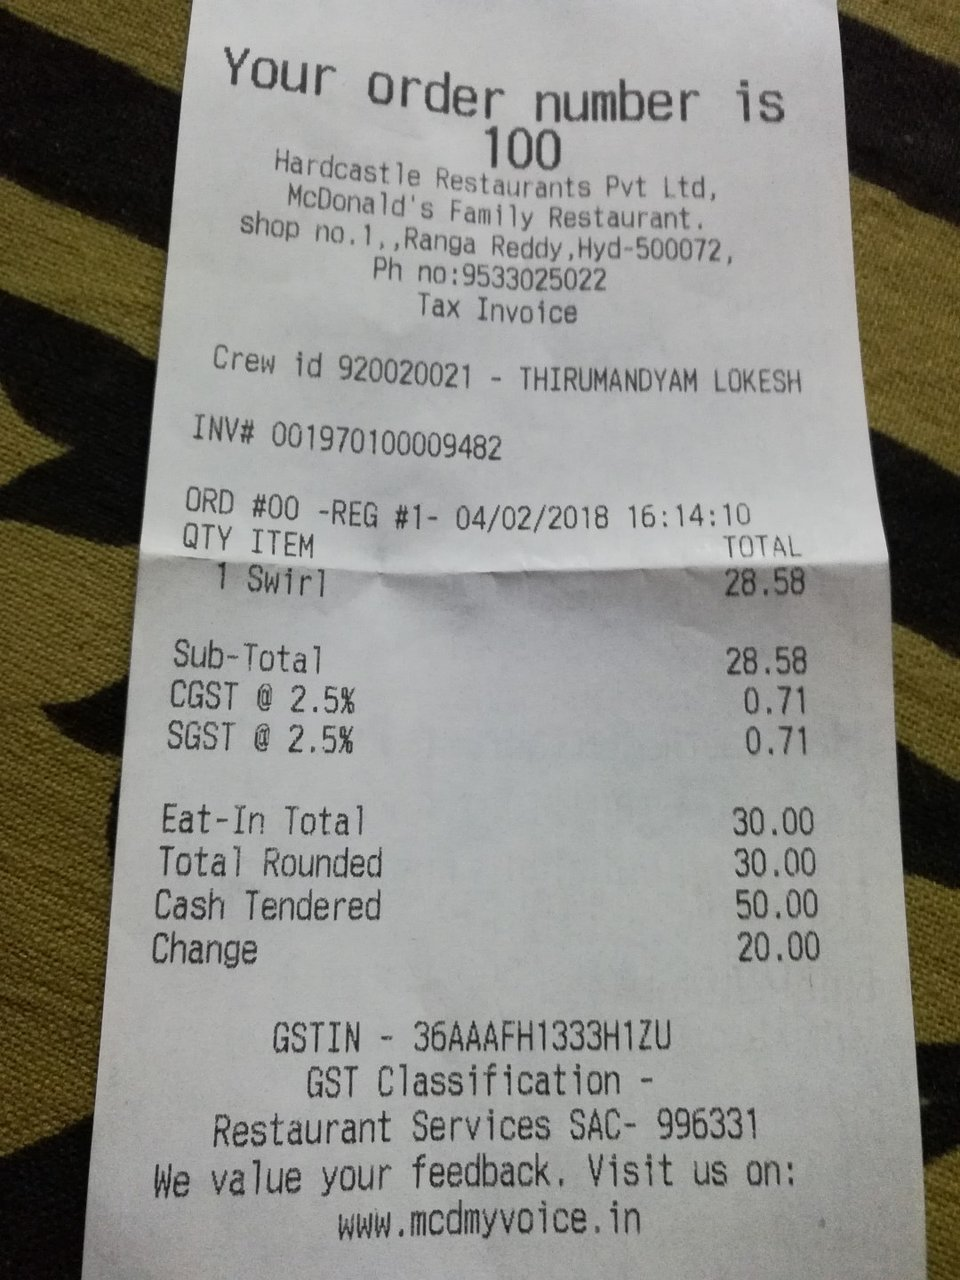 Your order number is
100
Hardcastle Restaurants Pvt Ltd,
McDonald's Family Restaurant.
shop no.1,,Ranga Reddy,Hyd-500072,
Ph no:9533025022
Tax Invoice
Crew id 920020021 - THIRUMANDYAM LOKESH
INV# 001970100009482
ORD #00 -REG #1- 04/02/2018 16:14:10
QTY ITEM TOTAL
1 Swirl 28.58
Sub-Total 28.58
CGST @ 2.5% 0.71
SGST @ 2.5% 0.71
Eat-In Total 30.00
Total Rounded 30.00
Cash Tendered 50.00
Change 20.00
GSTIN - 36AAAFH1333H1ZU
GST Classification -
Restaurant Services SAC- 996331
We value your feedback. Visit us on:
www.mcdmyvoice.in